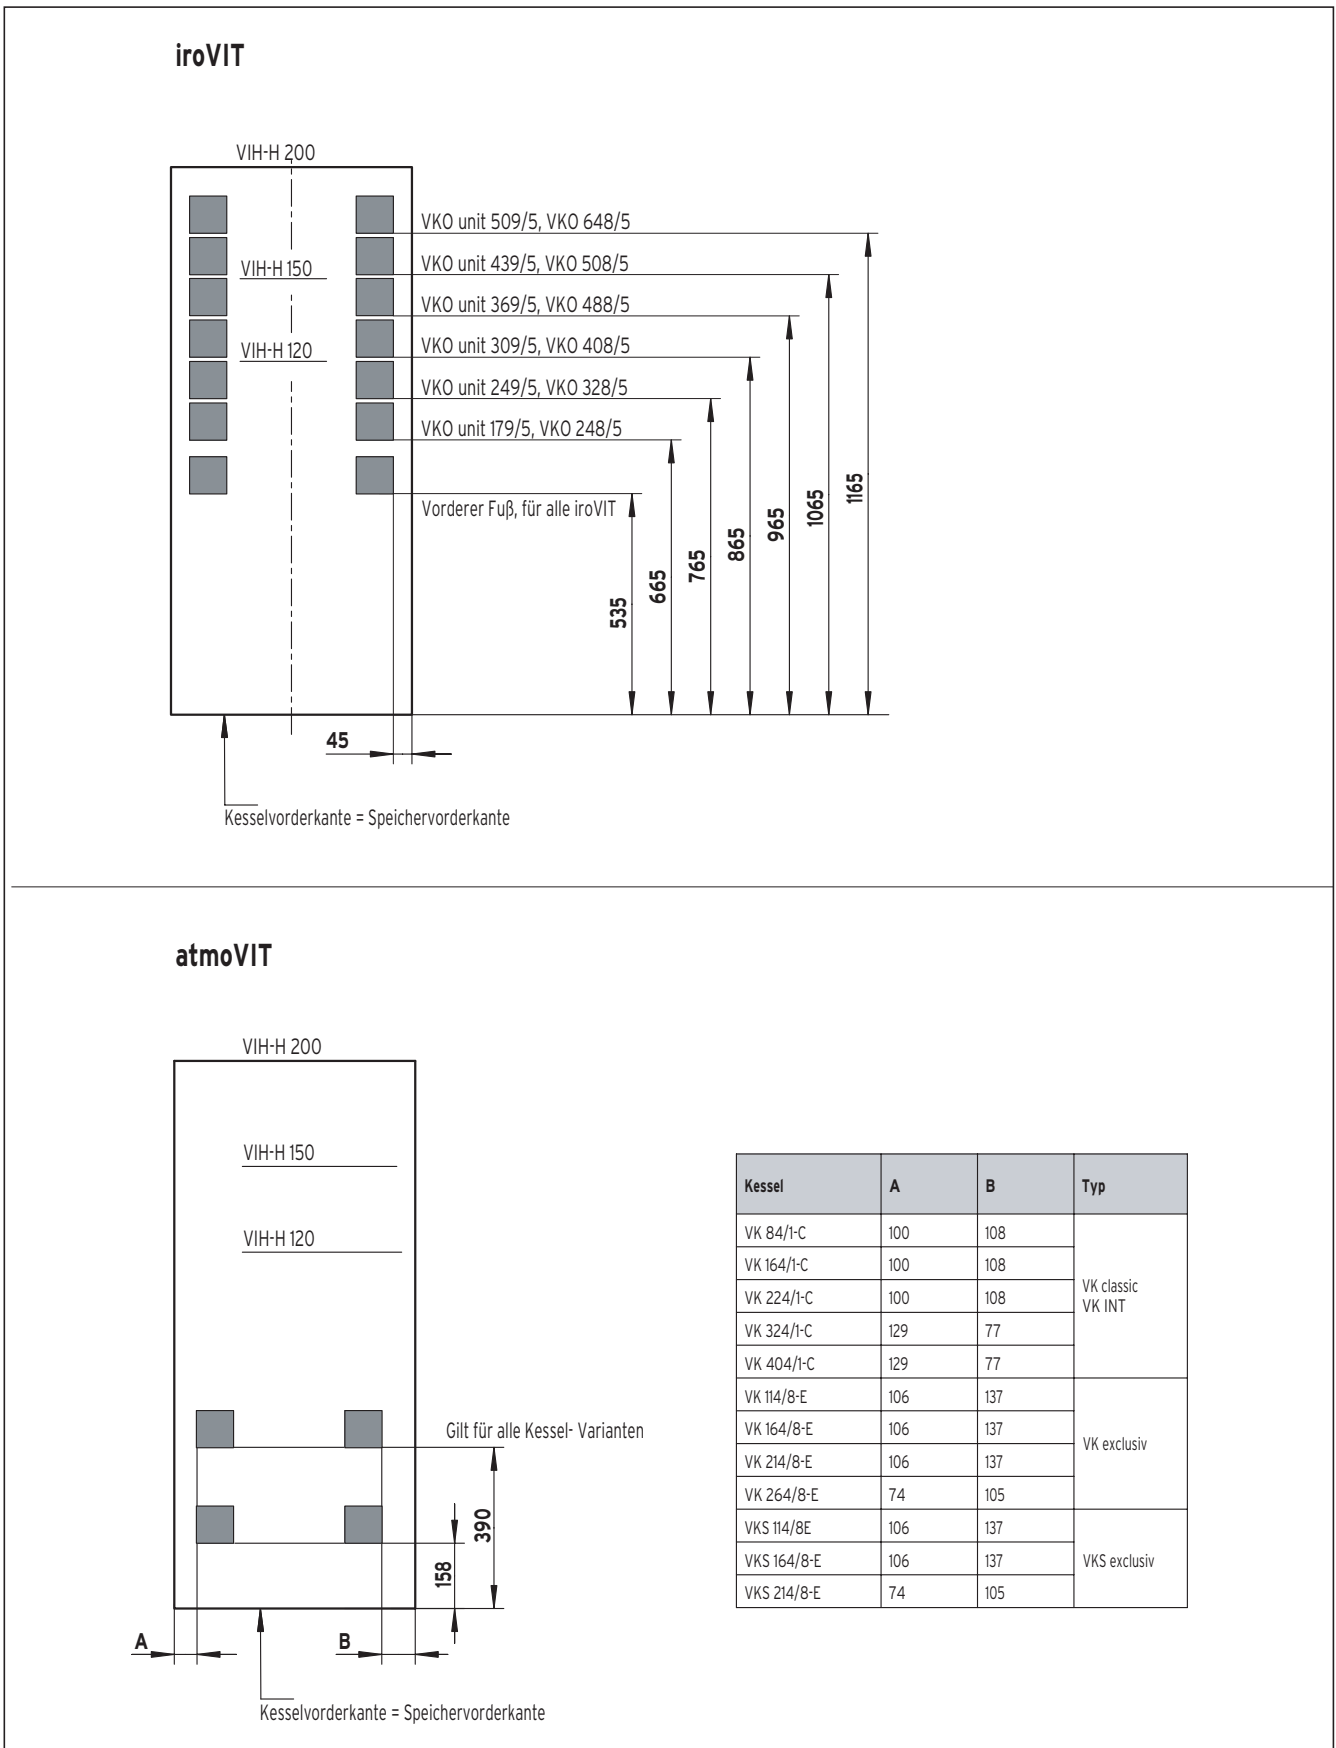 iroVIT
VIH-H 200
VKO unit 509/5, VKO 648/5
VIH-H 150
VKO unit 439/5, VKO 508/5
VKO unit 369/5, VKO 488/5
VIH-H 120
VKO unit 309/5, VKO 408/5
VKO unit 249/5, VKO 328/5
VKO unit 179/5, VKO 248/5
Vorderer Fuß, für alle iroVIT
535
665
765
865
965
1065
1165
45
Kesselvorderkante = Speichervorderkante
atmoVIT
VIH-H 200
VIH-H 150
VIH-H 120
Gilt für alle Kessel- Varianten
390
158
A
B
Kesselvorderkante = Speichervorderkante
Kessel A B Typ
VK 84/1-C 100 108
VK 164/1-C 100 108
VK 224/1-C 100 108
VK classic
VK INT
VK 324/1-C 129 77
VK 404/1-C 129 77
VK 114/8-E 106 137
VK 164/8-E 106 137
VK exclusiv
VK 214/8-E 106 137
VK 264/8-E 74 105
VKS 114/8E 106 137
VKS 164/8-E 106 137 VKS exclusiv
VKS 214/8-E 74 105